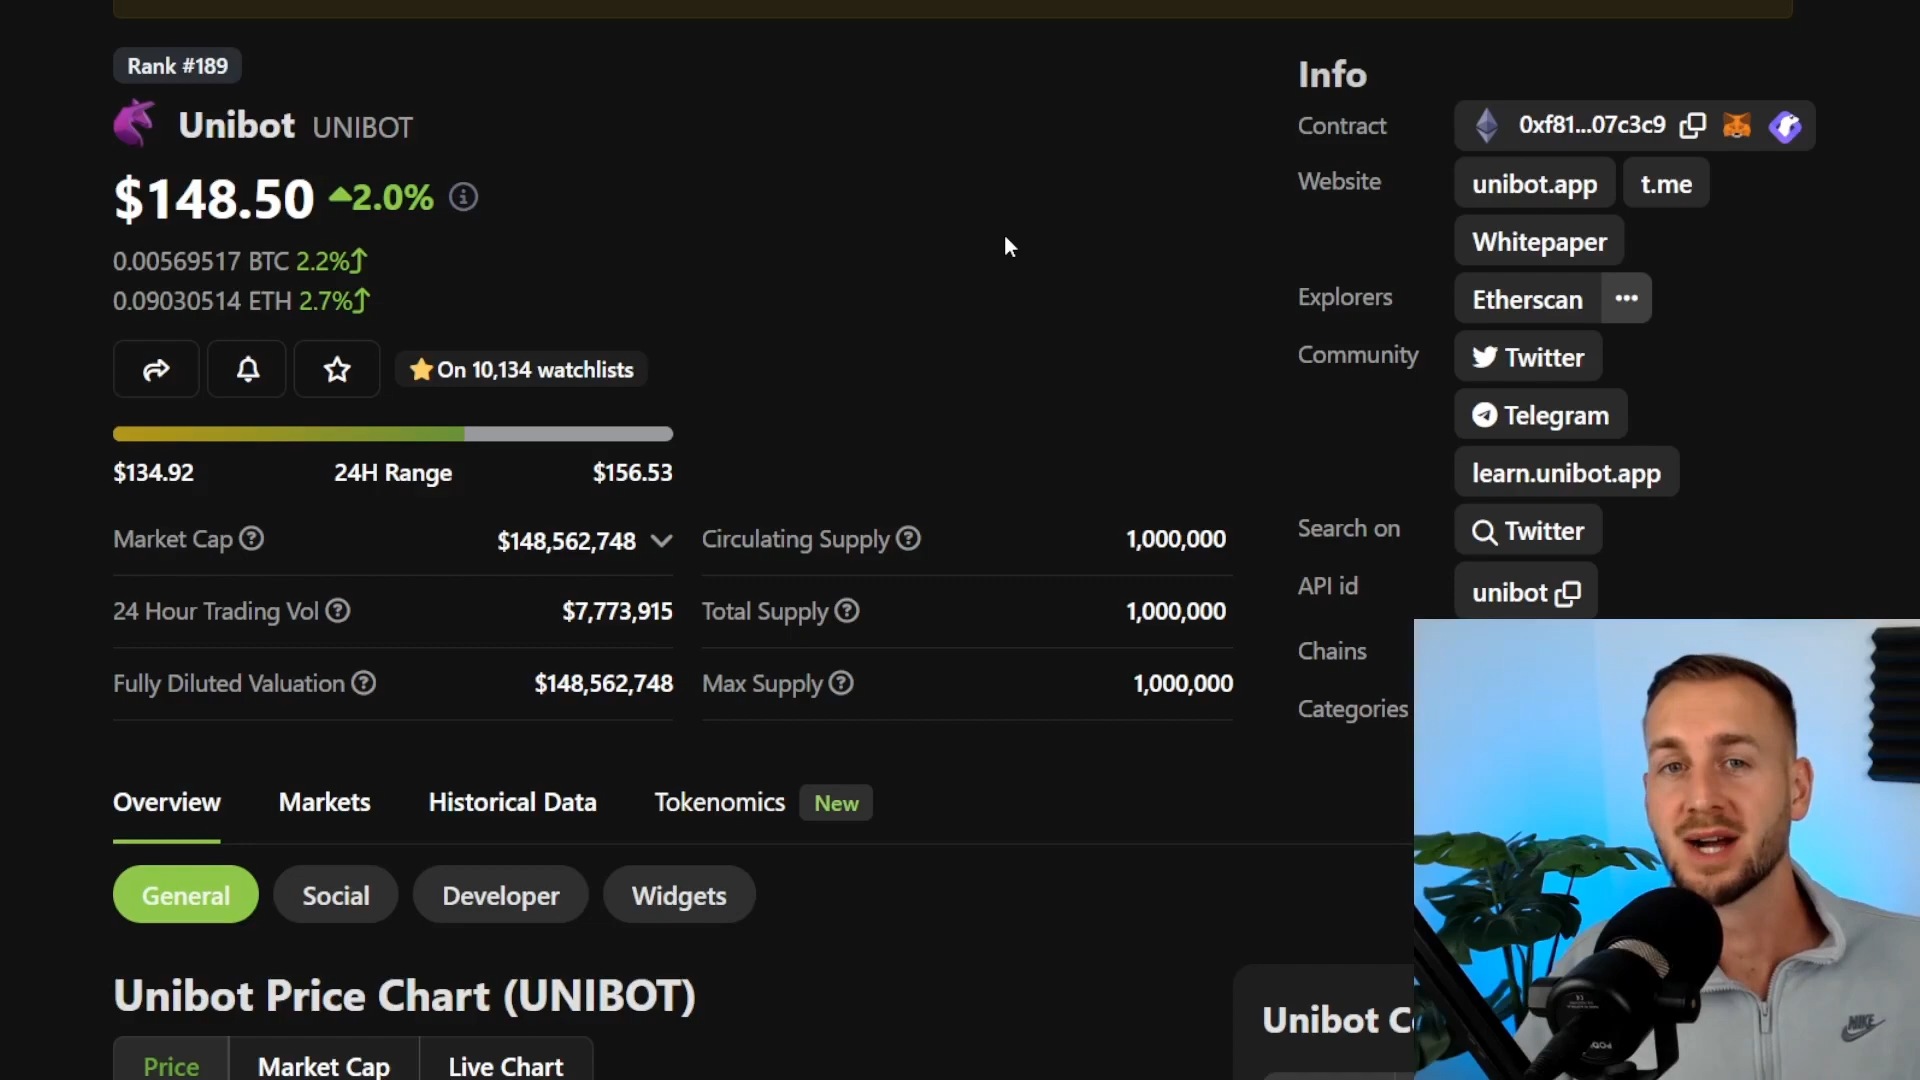 Rank #189
Unibot UNIBOT
$148.50 2.0%
0.00569517 BTC 2.2%
0.09030514 ETH 2.7%
On 10,134 watchlists
$134.92 24H Range $156.53
Market Cap $148,562,748
24 Hour Trading Vol $7,773,915
Fully Diluted Valuation $148,562,748
Circulating Supply 1,000,000
Total Supply 1,000,000
Max Supply 1,000,000
Info
Contract 0xf81...07c3c9
Website unibot.app t.me
Whitepaper
Explorers Etherscan
Community Twitter
Telegram
learn.unibot.app
Search on Twitter
API id unibot
Chains
Categories
Overview Markets Historical Data Tokenomics New
General Social Developer Widgets
Unibot Price Chart (UNIBOT)
Price Market Cap Live Chart
Unibot C
NIKE